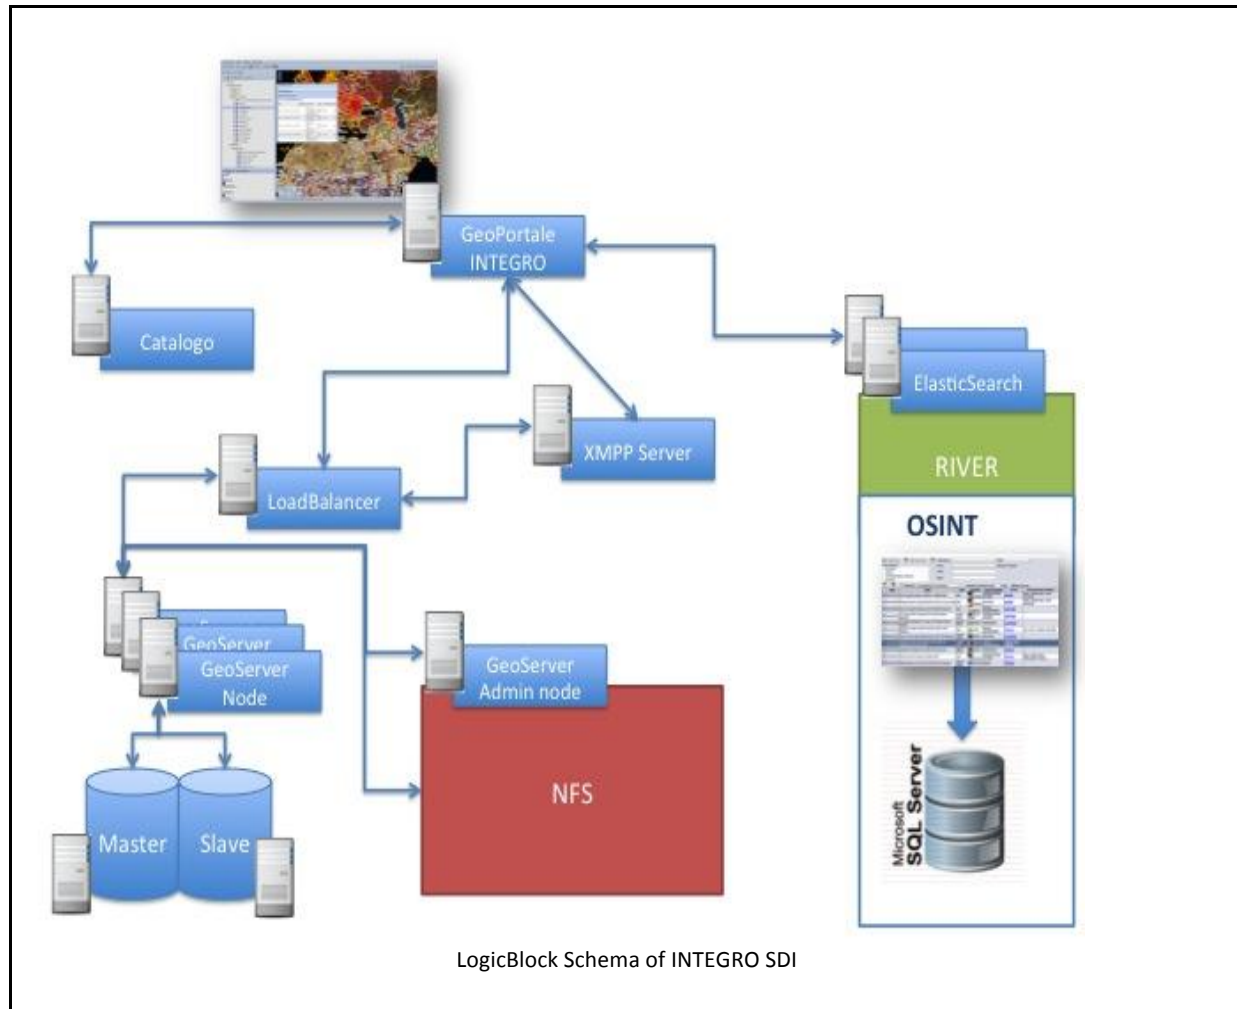 GeoPortale
INTEGRO
Catalogo
ElasticSearch
XMPP Server
RIVER
LoadBalancer
OSINT
GeoServer
GeoServer
Node
GeoServer
Admin node
NFS
Microsoft
SQL Server
Master
Slave
LogicBlock Schema of INTEGRO SDI